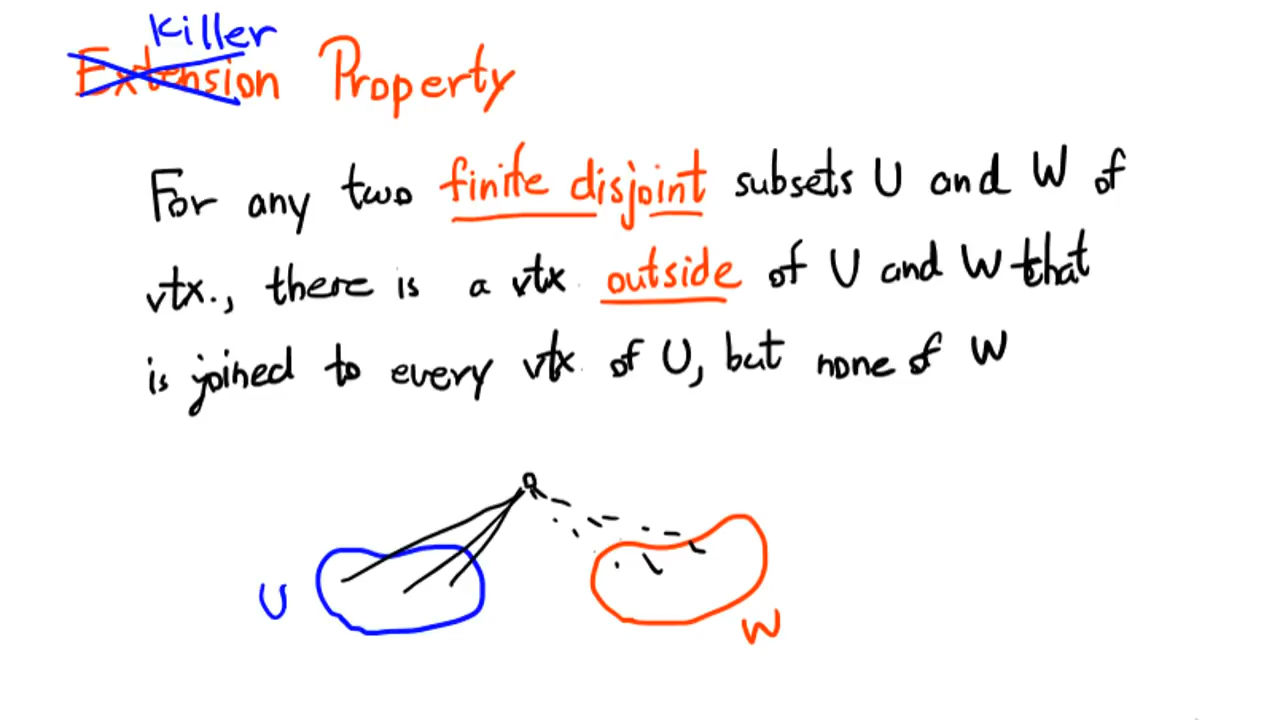 Killer
Extension Property
For any two finite disjoint subsets U and W of
vtx., there is a vtx. outside of U and W that
is joined to every vtx. of U, but none of W
U
W